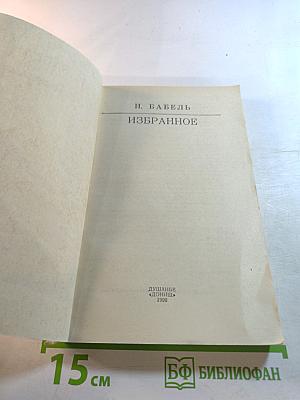 И. БАБЕЛЬ
ИЗБРАННОЕ
ДУШАНБЕ
«ДОНИШ»
15 см
БФ БИБЛИОФАН